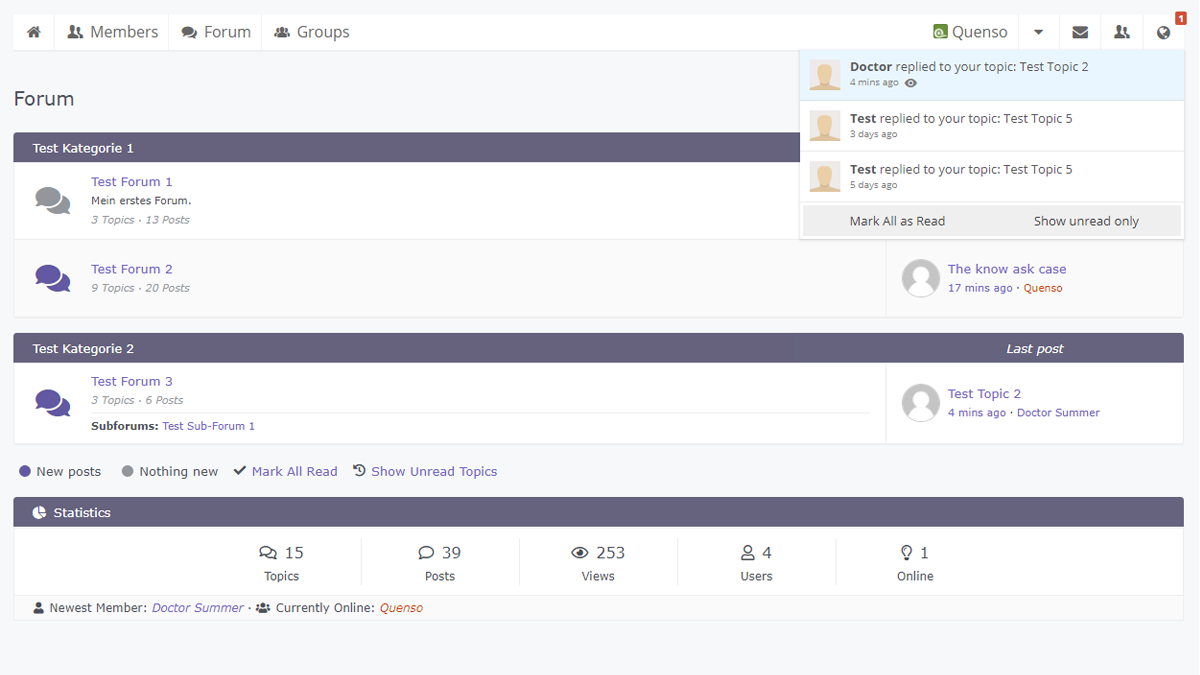 Members Forum Groups Quenso 1
Doctor replied to your topic: Test Topic 2
4 mins ago
Test replied to your topic: Test Topic 5
3 days ago
Test replied to your topic: Test Topic 5
5 days ago
Mark All as Read Show unread only
Forum
Test Kategorie 1
Test Forum 1
Mein erstes Forum.
3 Topics · 13 Posts
Test Forum 2
9 Topics · 20 Posts
The know ask case
17 mins ago · Quenso
Test Kategorie 2 Last post
Test Forum 3
3 Topics · 6 Posts
Subforums: Test Sub-Forum 1
Test Topic 2
4 mins ago · Doctor Summer
New posts Nothing new Mark All Read Show Unread Topics
Statistics
15 39 253 4 1
Topics Posts Views Users Online
Newest Member: Doctor Summer · Currently Online: Quenso